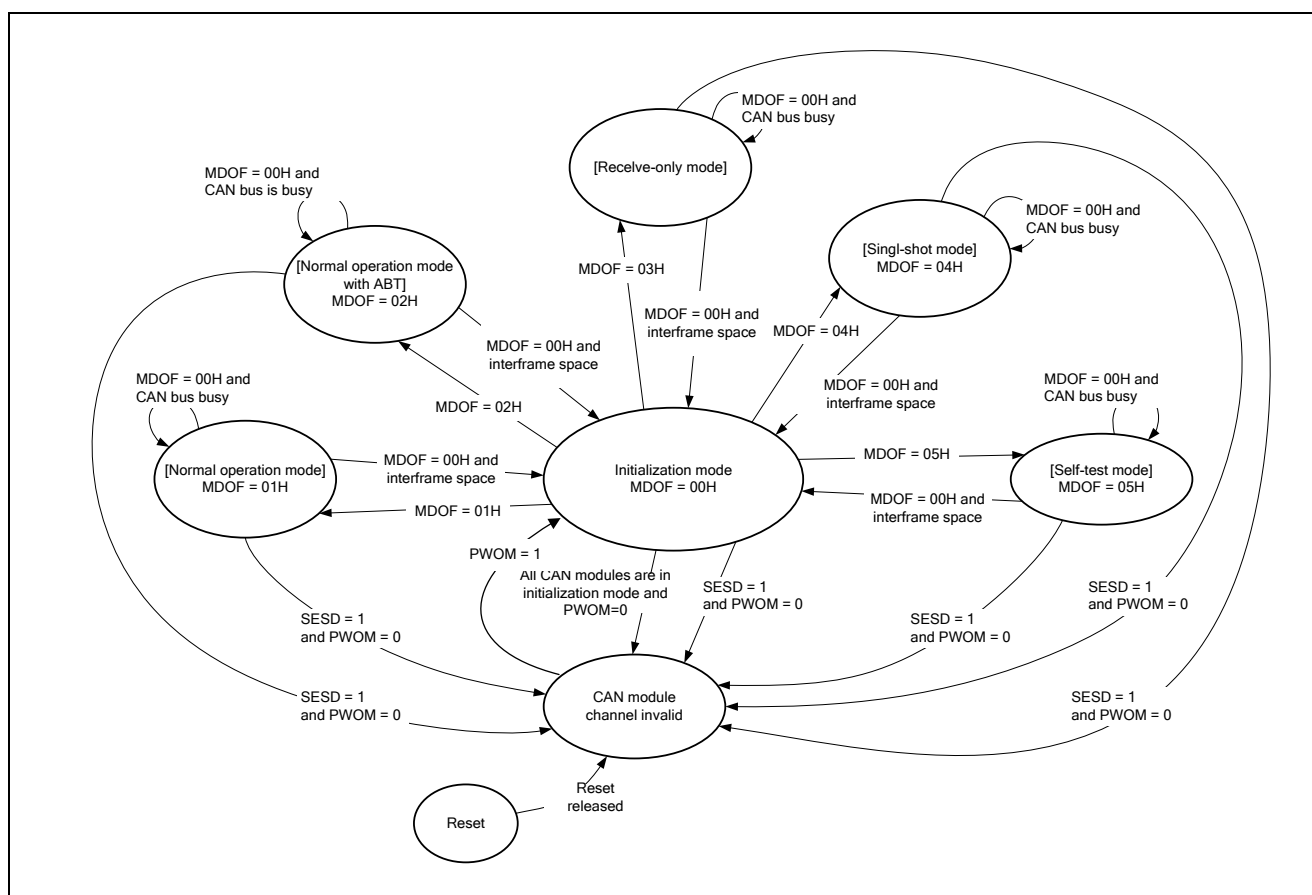 MDOF = 00H and
CAN bus busy
[Recelve-only mode]
MDOF = 00H and
CAN bus is busy
MDOF = 00H and
CAN bus busy
[Singl-shot mode]
MDOF = 04H
[Normal operation mode
with ABT]
MDOF = 02H
MDOF = 03H
MDOF = 00H and
interframe space
MDOF = 04H
MDOF = 00H and
interframe space
MDOF = 00H and
CAN bus busy
MDOF = 02H
MDOF = 00H and
interframe space
MDOF = 00H and
CAN bus busy
[Normal operation mode]
MDOF = 01H
MDOF = 00H and
interframe space
Initialization mode
MDOF = 00H
MDOF = 05H
[Self-test mode]
MDOF = 05H
MDOF = 00H and
interframe space
MDOF = 01H
PWOM = 1
All CAN modules are in
initialization mode and
PWOM=0
SESD = 1
and PWOM = 0
SESD = 1
and PWOM = 0
SESD = 1
and PWOM = 0
SESD = 1
and PWOM = 0
SESD = 1
and PWOM = 0
CAN module
channel invalid
SESD = 1
and PWOM = 0
Reset
released
Reset